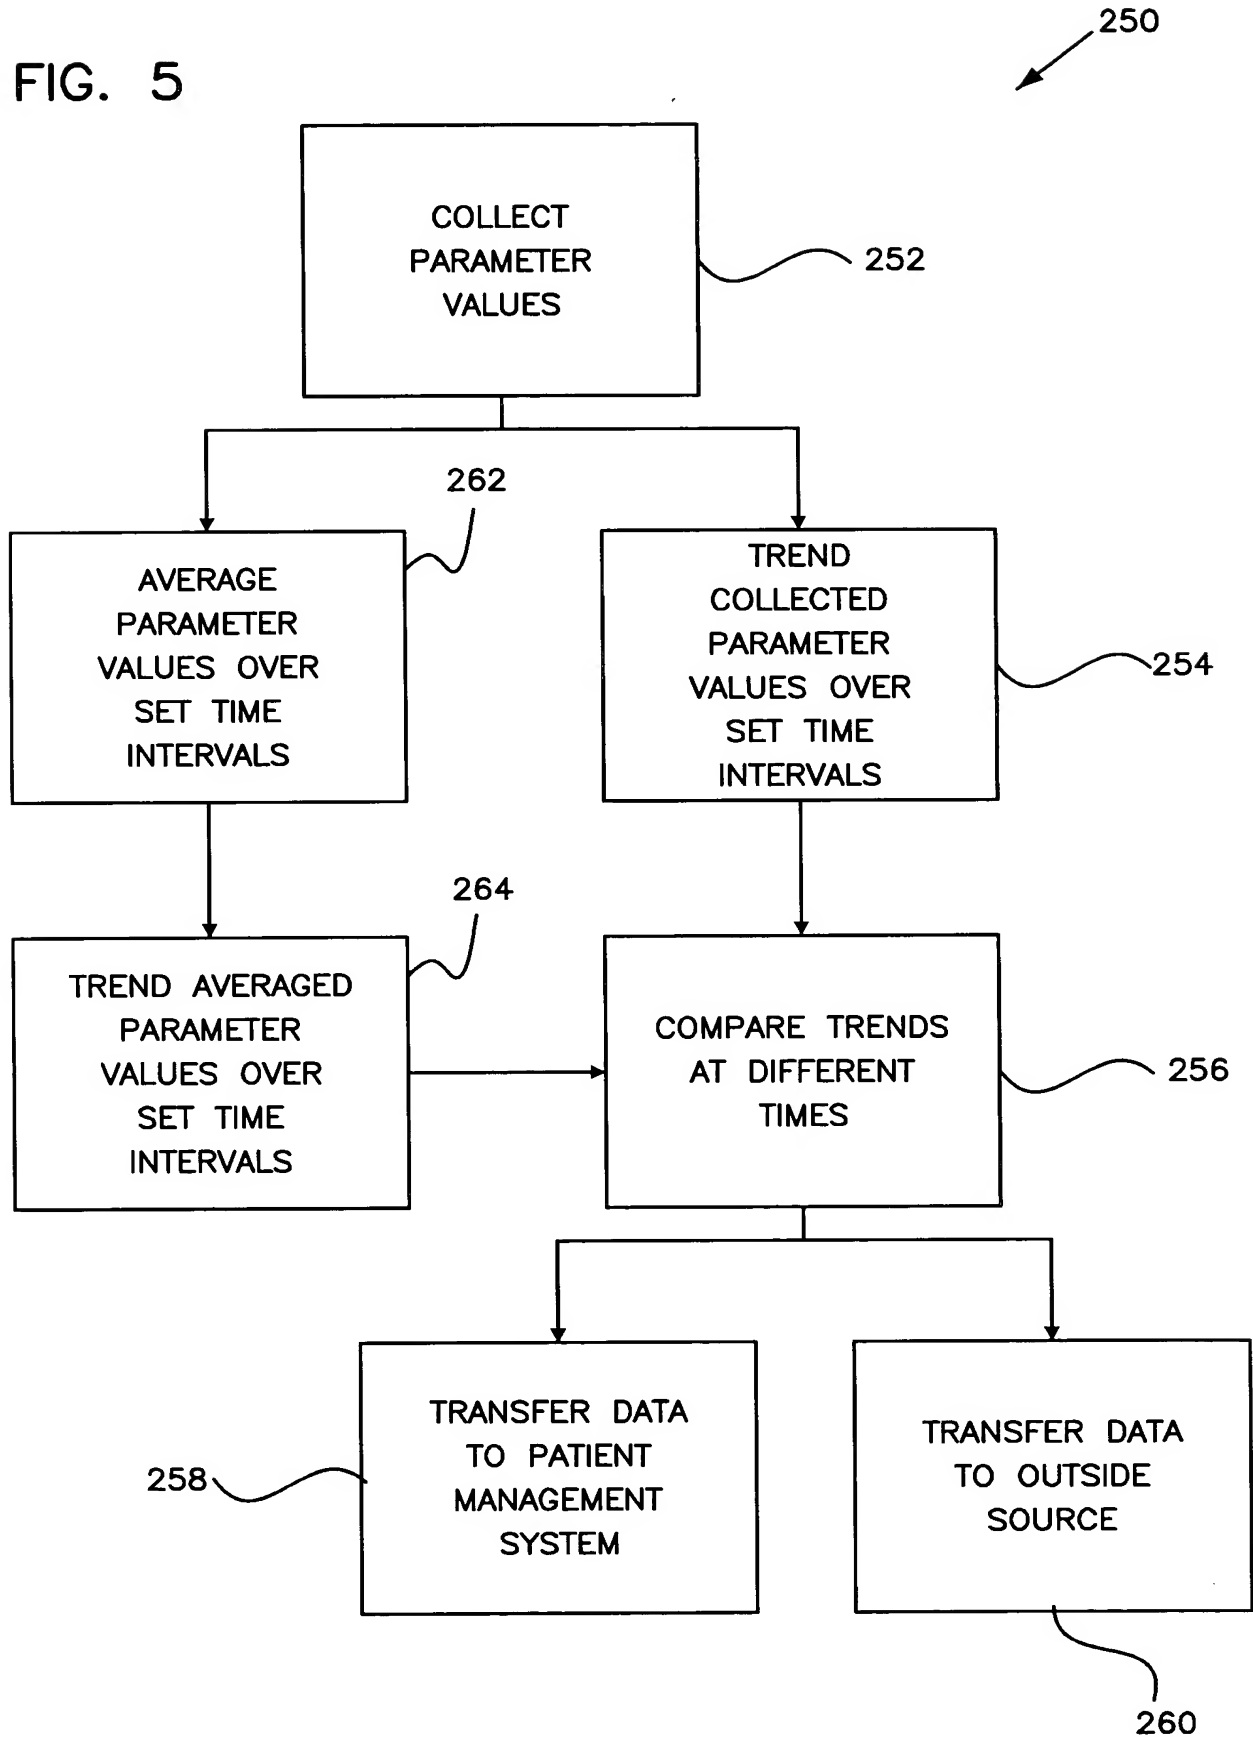 250
FIG. 5
COLLECT
PARAMETER
VALUES
252
262
AVERAGE
PARAMETER
VALUES OVER
SET TIME
INTERVALS
TREND
COLLECTED
PARAMETER
VALUES OVER
SET TIME
INTERVALS
254
264
TREND AVERAGED
PARAMETER
VALUES OVER
SET TIME
INTERVALS
COMPARE TRENDS
AT DIFFERENT
TIMES
256
258
TRANSFER DATA
TO PATIENT
MANAGEMENT
SYSTEM
TRANSFER DATA
TO OUTSIDE
SOURCE
260